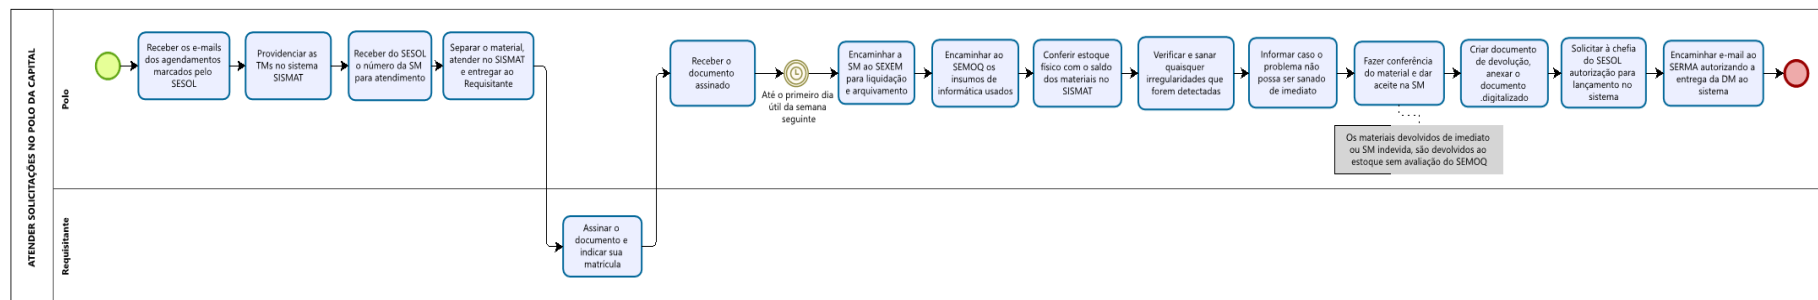 ATENDER SOLICITAÇÕES NO POLO DA CAPITAL
Polo
Receber os e-mails
dos agendamentos
marcados pelo
SESOL
Providenciar as
TMs no sistema
SISMAT
Receber do SESOL
o número da SM
para atendimento
Separar o material,
atender no SISMAT
e entregar ao
Requisitante
Receber o
documento
assinado
Até o primeiro dia
útil da semana
seguinte
Encaminhar a
SM ao SEXEM
para liquidação
e arquivamento
Encaminhar ao
SEMOQ os
insumos de
informática usados
Conferir estoque
físico com o saldo
dos materiais no
SISMAT
Verificar e sanar
quaisquer
irregularidades que
forem detectadas
Informar caso o
problema não
possa ser sanado
de imediato
Fazer conferência
do material e dar
aceite na SM
Criar documento
de devolução,
anexar o
documento
.digitalizado
Solicitar à chefia
do SESOL
autorização para
lançamento no
sistema
Encaminhar e-mail ao
SERMA autorizando a
entrega da DM ao
sistema
Os materiais devolvidos de imediato
ou SM indevida, são devolvidos ao
estoque sem avaliação do SEMOQ
Requisitante
Assinar o
documento e
indicar sua
matrícula